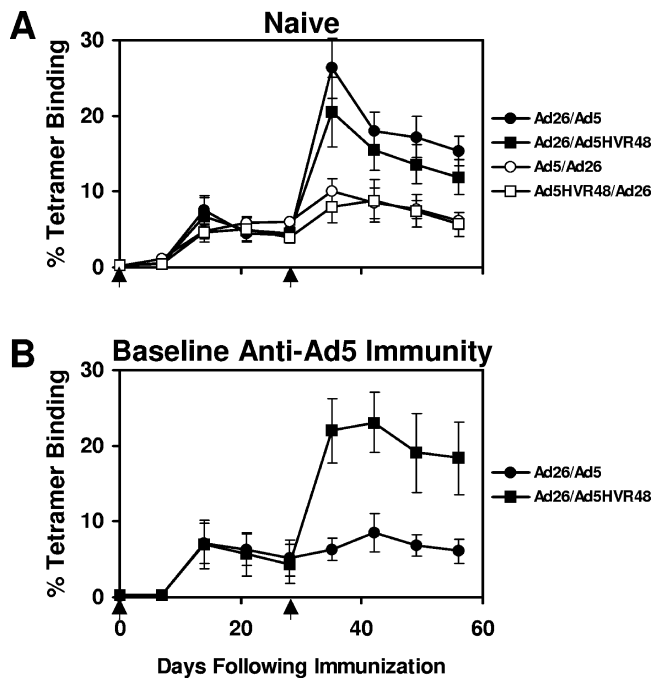 A
Naive
% Tetramer Binding
30
20
10
0
Ad26/Ad5
Ad26/Ad5HVR48
Ad5/Ad26
Ad5HVR48/Ad26
B
Baseline Anti-Ad5 Immunity
% Tetramer Binding
30
20
10
0
Ad26/Ad5
Ad26/Ad5HVR48
0 20 40 60
Days Following Immunization